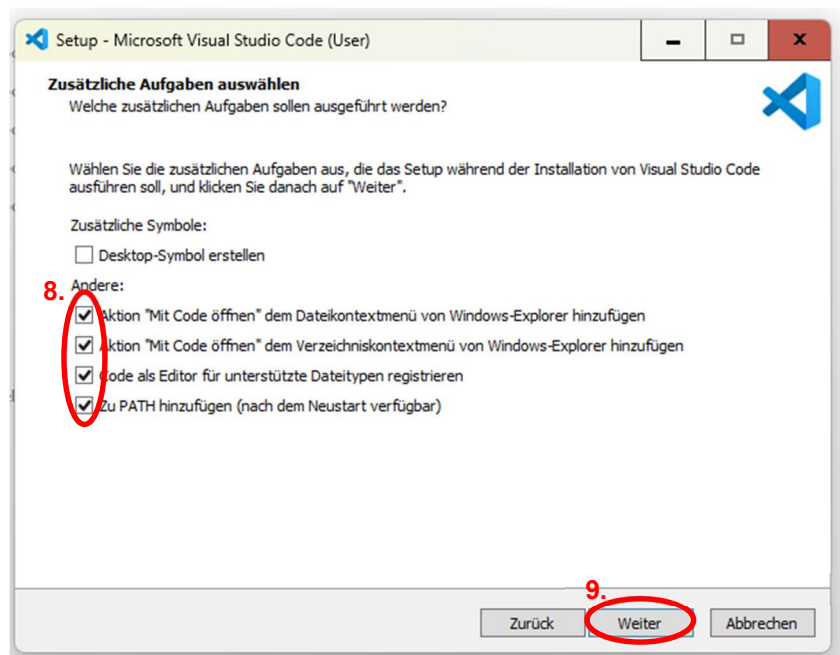 Setup - Microsoft Visual Studio Code (User)
Zusätzliche Aufgaben auswählen
Welche zusätzlichen Aufgaben sollen ausgeführt werden?
Wählen Sie die zusätzlichen Aufgaben aus, die das Setup während der Installation von Visual Studio Code
ausführen soll, und klicken Sie danach auf "Weiter".
Zusätzliche Symbole:
Desktop-Symbol erstellen
8. Andere:
Aktion "Mit Code öffnen" dem Dateikontextmenü von Windows-Explorer hinzufügen
Aktion "Mit Code öffnen" dem Verzeichniskontextmenü von Windows-Explorer hinzufügen
Code als Editor für unterstützte Dateitypen registrieren
Zu PATH hinzufügen (nach dem Neustart verfügbar)
9.
Zurück Weiter Abbrechen